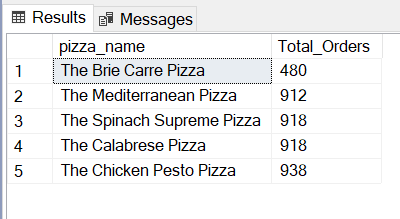 Results Messages
pizza_name Total_Orders
1 The Brie Carre Pizza 480
2 The Mediterranean Pizza 912
3 The Spinach Supreme Pizza 918
4 The Calabrese Pizza 918
5 The Chicken Pesto Pizza 938